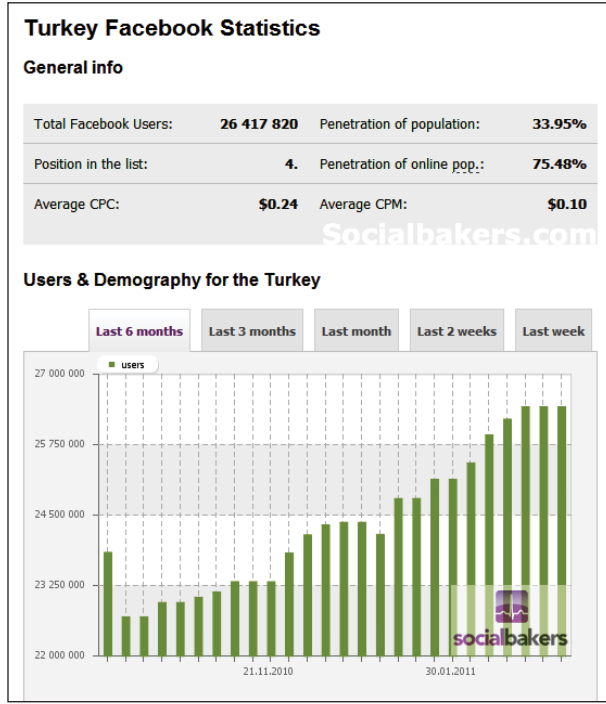 Turkey Facebook Statistics
General info
Total Facebook Users: 26 417 820 Penetration of population: 33.95%
Position in the list: 4. Penetration of online pop.: 75.48%
Average CPC: $0.24 Average CPM: $0.10
Socialbakers.com
Users & Demography for the Turkey
Last 6 months Last 3 months Last month Last 2 weeks Last week
users
27 000 000
25 750 000
24 500 000
23 250 000
socialbakers
22 000 000
21.11.2010 30.01.2011